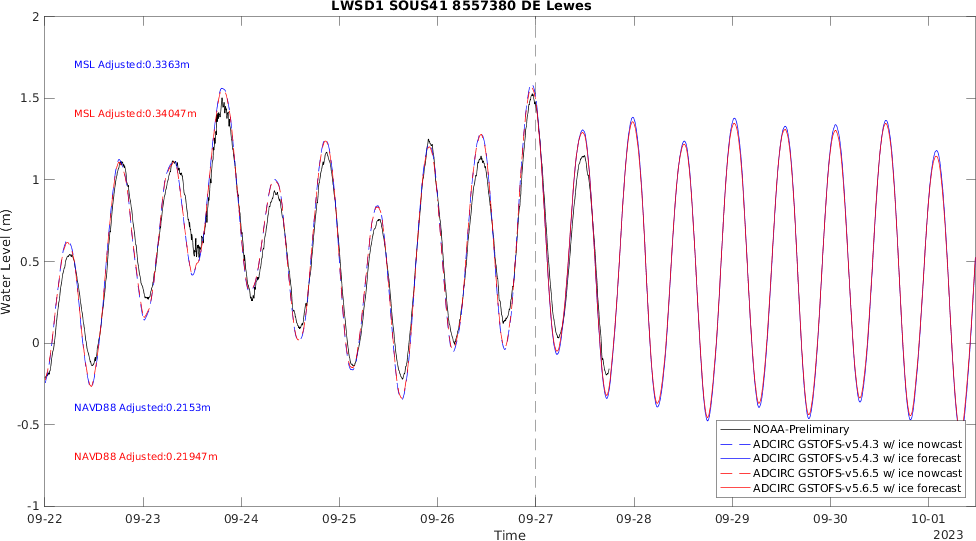 LWSD1 SOUS41 8557380 DE Lewes
2
MSL Adjusted:0.3363m
1.5
MSL Adjusted:0.34047m
1
Water Level (m)
0.5
0
NAVD88 Adjusted:0.2153m
-0.5
NAVD88 Adjusted:0.21947m
-1
NOAA-Preliminary
ADCIRC GSTOFS-v5.4.3 w/ ice nowcast
ADCIRC GSTOFS-v5.4.3 w/ ice forecast
ADCIRC GSTOFS-v5.6.5 w/ ice nowcast
ADCIRC GSTOFS-v5.6.5 w/ ice forecast
09-22 09-23 09-24 09-25 09-26 09-27 09-28 09-29 09-30 10-01
Time
2023